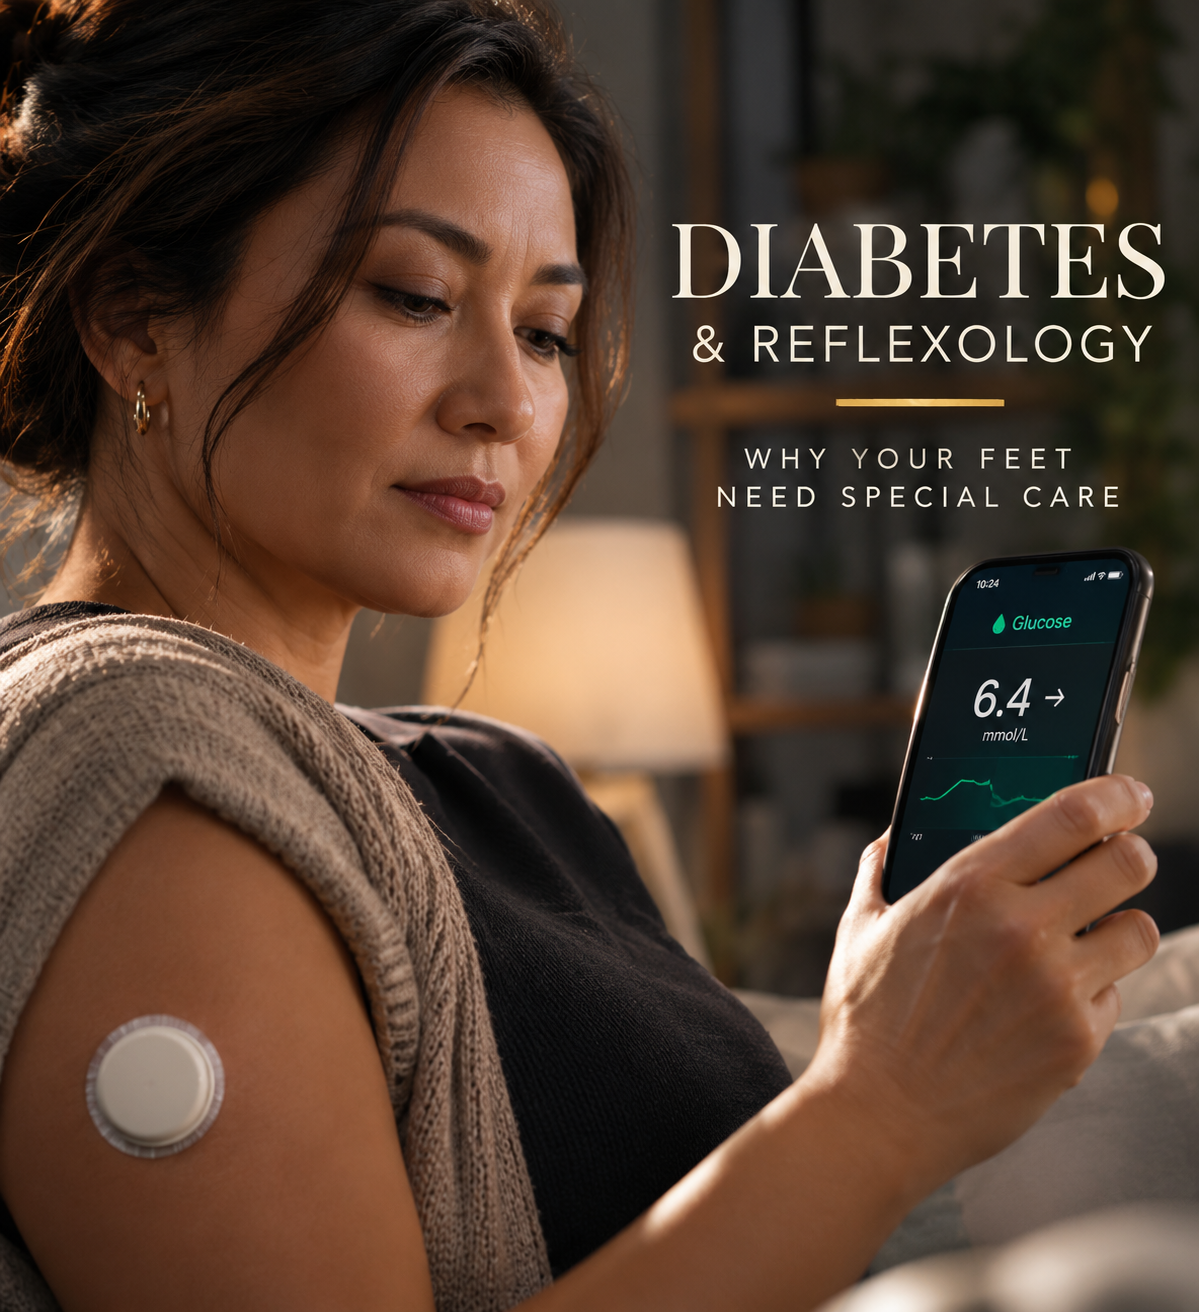 DIABETES
& REFLEXOLOGY
WHY YOUR FEET
NEED SPECIAL CARE
10:24
Glucose
6.4 →
mmol/L